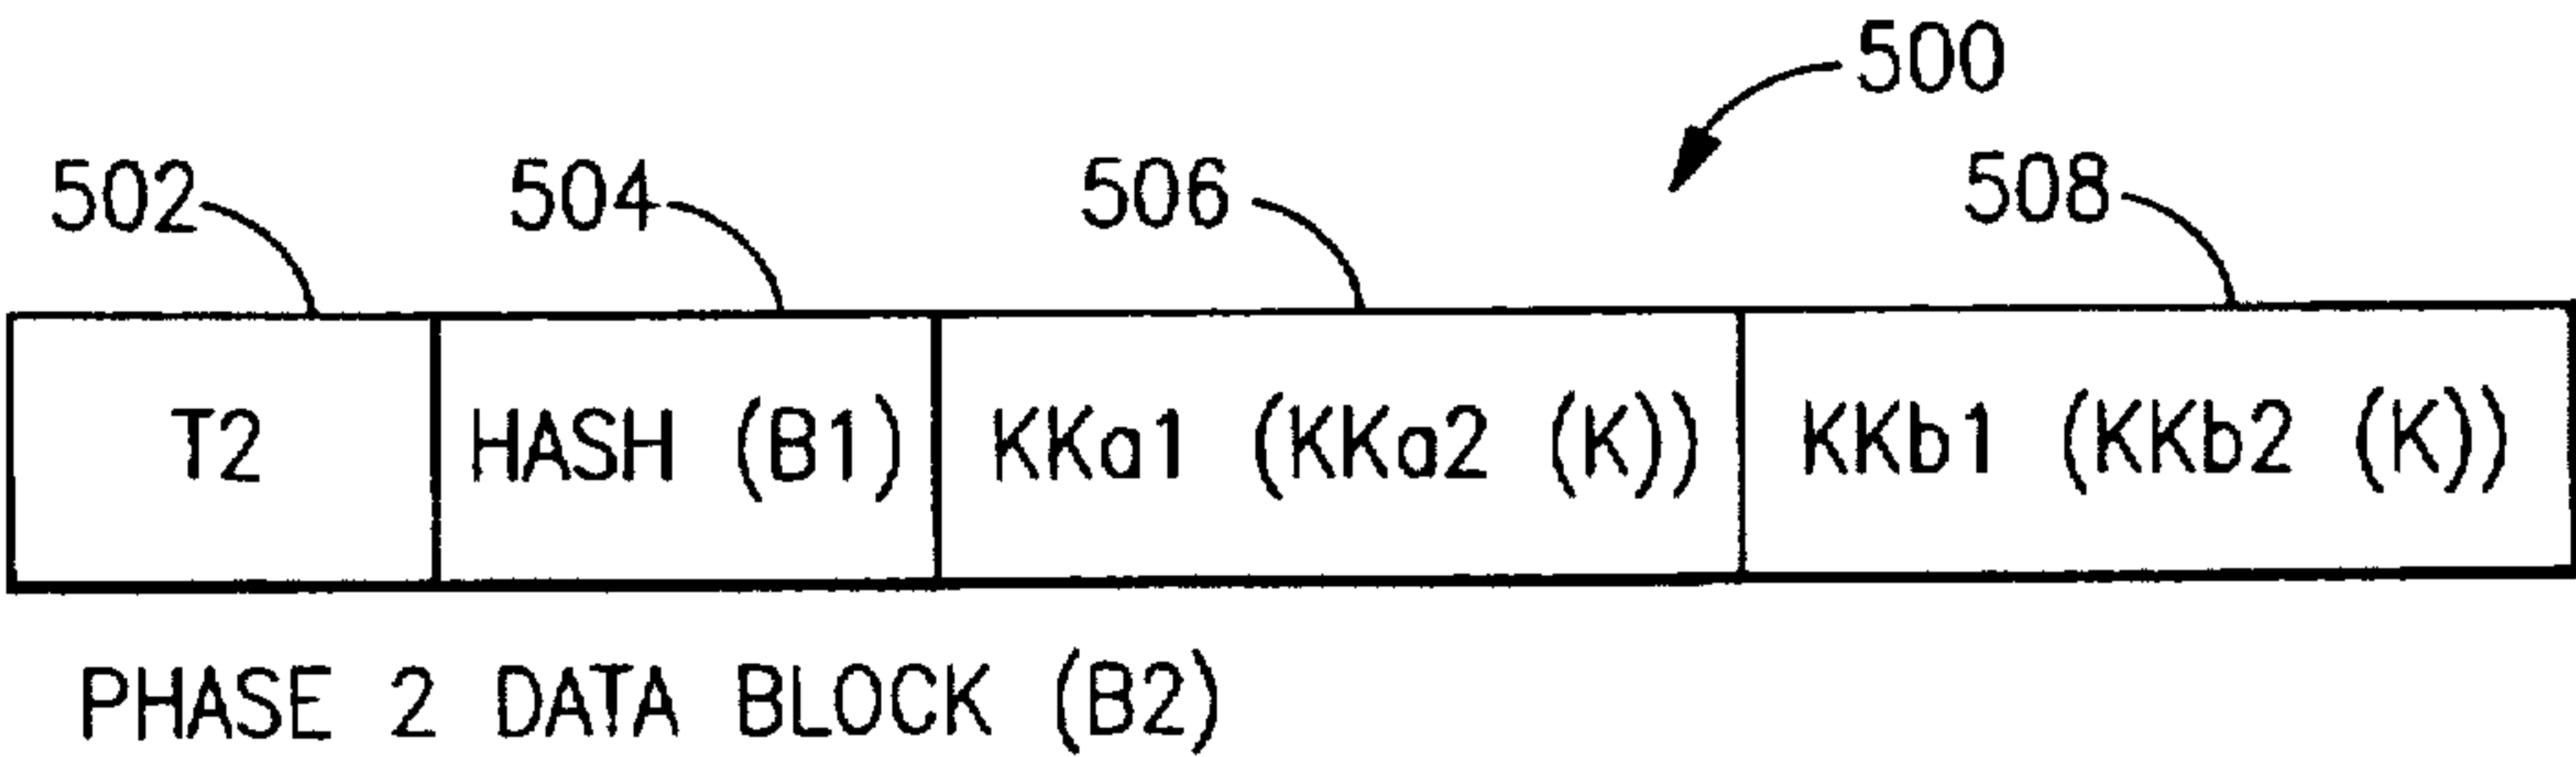 500
502 504 506 508
T2 HASH (B1) KKa1 (KKa2 (K)) KKb1 (KKb2 (K))
PHASE 2 DATA BLOCK (B2)